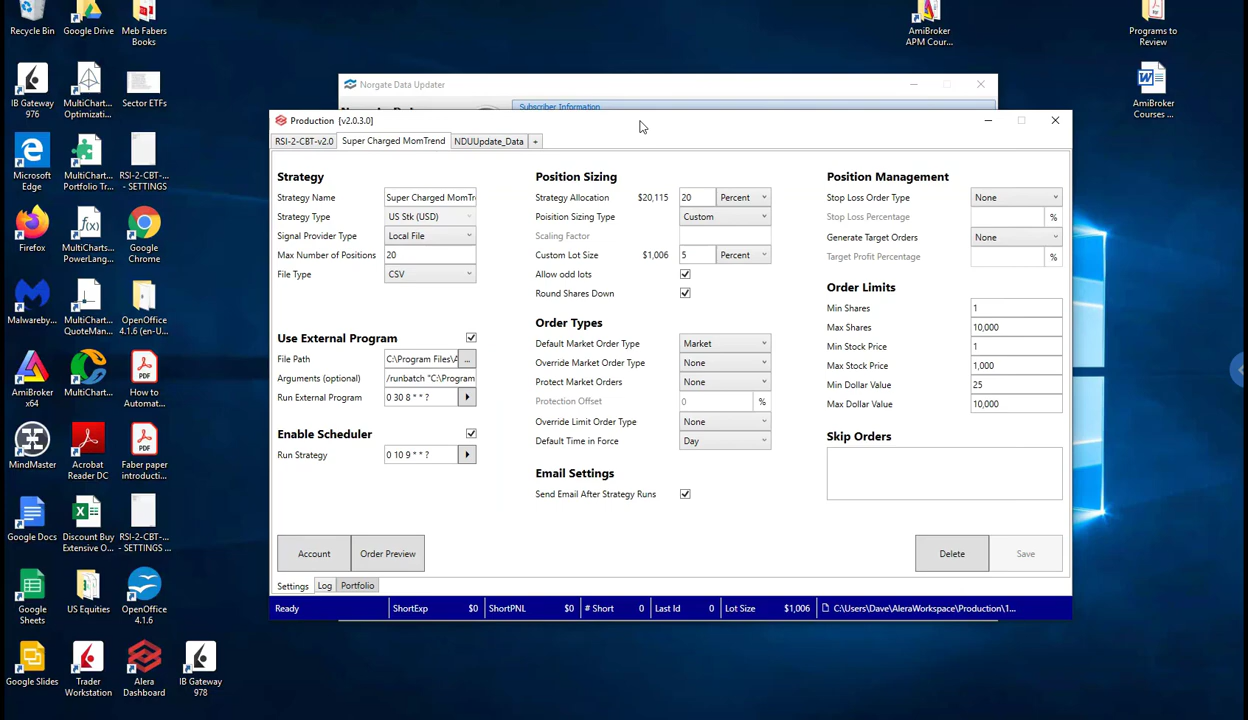 Recycle Bin
Google Drive
Meb Fabers
Books
AmiBroker
APM Cour...
Programs to
Review
IB Gateway
976
MultiCharts...
Optimizatio...
Sector ETFs
AmiBroker
Courses ...
Microsoft
Edge
MultiCharts...
Portfolio Tr...
RSI-2-CBT-...
- SETTINGS
Firefox
MultiCharts...
PowerLang...
Google
Chrome
Malwareby...
MultiChart...
QuoteMan...
OpenOffice
4.1.6 (en-U...
AmiBroker
x64
MultiChart...
How to
Automat...
MindMaster
Acrobat
Reader DC
Faber paper
introductio...
Google Docs
Discount Buy
Extensive O...
RSI-2-CBT-...
- SETTINGS ...
Google
Sheets
US Equities
OpenOffice
4.1.6
Google Slides
Trader
Workstation
Alera
Dashboard
IB Gateway
978
Norgate Data Updater
Subscriber Information
Production [v2.0.3.0]
RSI-2-CBT-v2.0
Super Charged MomTrend
NDUUpdate_Data
+
Strategy
Strategy Name Super Charged MomTr
Strategy Type US Stk (USD)
Signal Provider Type Local File
Max Number of Positions 20
File Type CSV
Use External Program
File Path C:\Program Files\A ...
Arguments (optional) /runbatch "C:\Program
Run External Program 0 30 8 * * ?
Enable Scheduler
Run Strategy 0 10 9 * * ?
Position Sizing
Strategy Allocation $20,115 20 Percent
Position Sizing Type Custom
Scaling Factor
Custom Lot Size $1,006 5 Percent
Allow odd lots
Round Shares Down
Order Types
Default Market Order Type Market
Override Market Order Type None
Protect Market Orders None
Protection Offset 0 %
Override Limit Order Type None
Default Time in Force Day
Email Settings
Send Email After Strategy Runs
Position Management
Stop Loss Order Type None
Stop Loss Percentage %
Generate Target Orders None
Target Profit Percentage %
Order Limits
Min Shares 1
Max Shares 10,000
Min Stock Price 1
Max Stock Price 1,000
Min Dollar Value 25
Max Dollar Value 10,000
Skip Orders
Account
Order Preview
Delete
Save
Settings
Log
Portfolio
Ready
ShortExp $0
ShortPNL $0
# Short 0
Last Id 0
Lot Size $1,006
C:\Users\Dave\AleraWorkspace\Production\1...